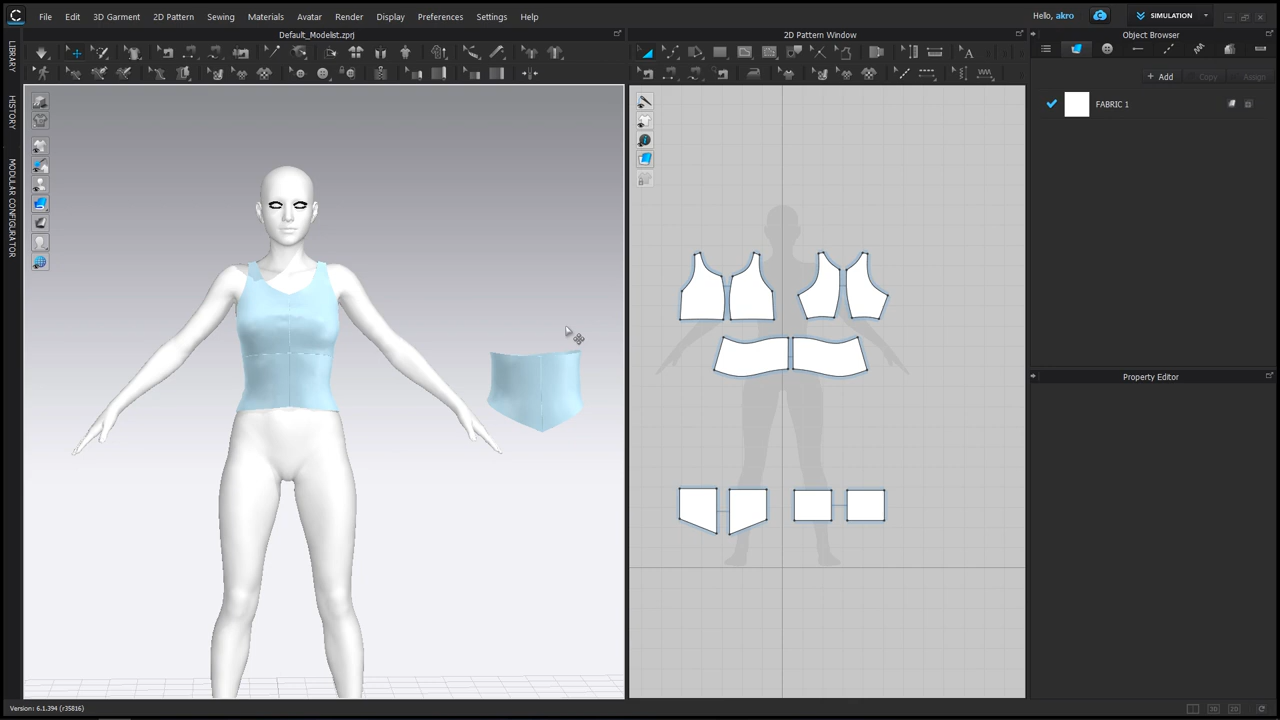 File Edit 3D Garment 2D Pattern Sewing Materials Avatar Render Display Preferences Settings Help
Hello, akro SIMULATION
Default_Modelist.zprj
2D Pattern Window
Object Browser
LIBRARY
HISTORY
MODULAR CONFIGURATOR
A
+ Add Copy Assign
FABRIC 1
Property Editor
Version: 6.1.394 (r35816)
3D 2D